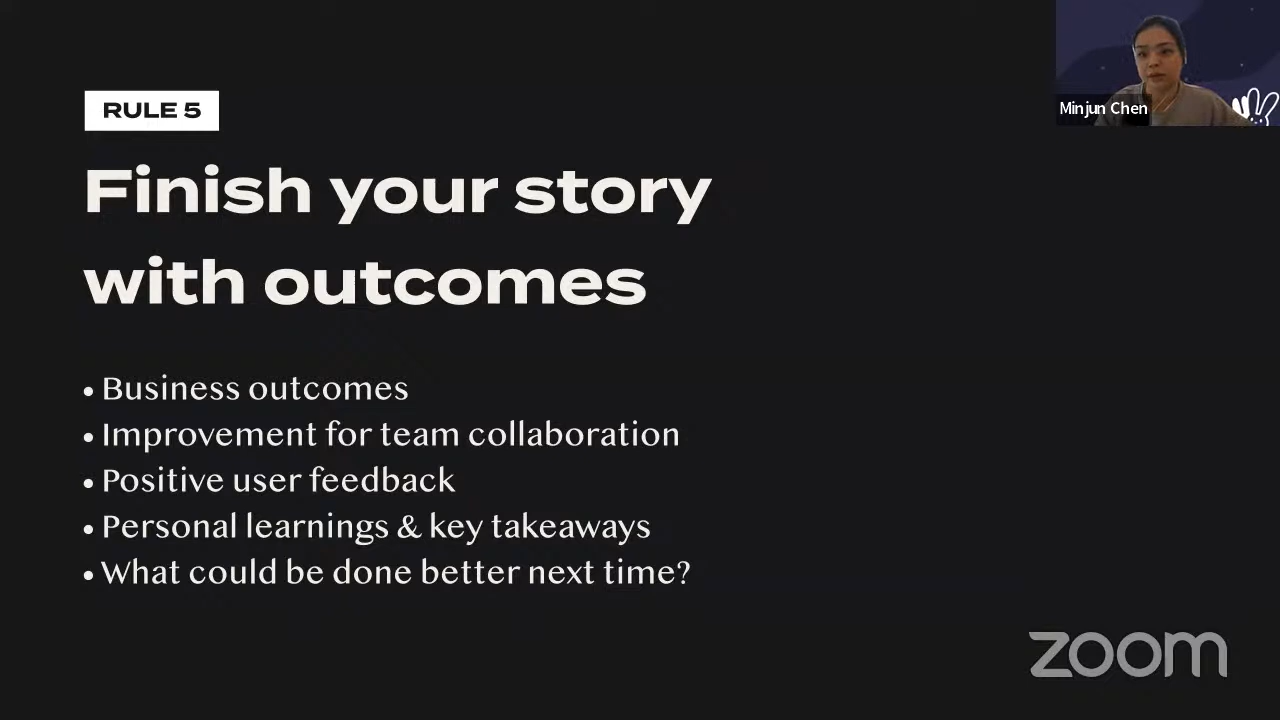 RULE 5
Finish your story
with outcomes
• Business outcomes
• Improvement for team collaboration
• Positive user feedback
• Personal learnings & key takeaways
• What could be done better next time?
Minjun Chen
zoom